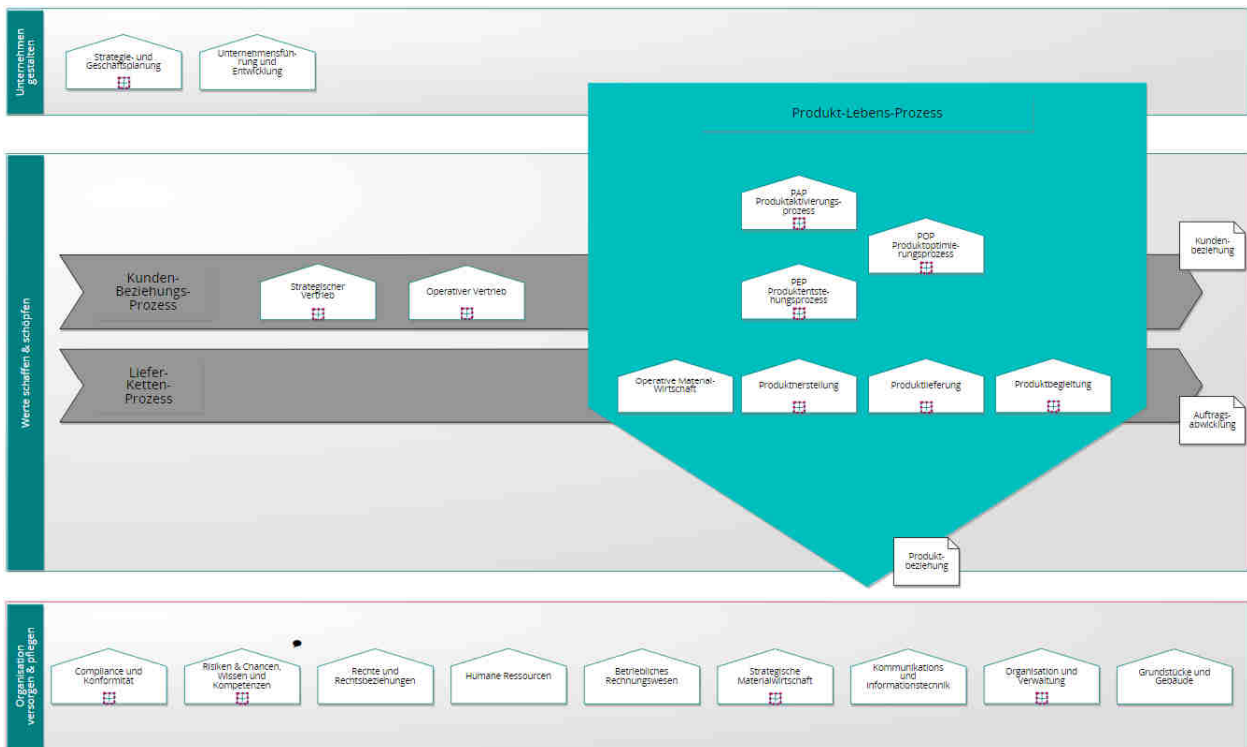 Unternehmen
gestalten
Strategie- und
Geschäftsplanung
Unternehmensfüh-
rung und
Entwicklung
Produkt-Lebens-Prozess
Werte schaffen & schöpfen
PAP
Produktaktivierungs-
prozess
POP
Produktoptimie-
rungsprozess
Kunden-
beziehung
Kunden-
Beziehungs-
Prozess
Strategischer
Vertrieb
Operativer Vertrieb
PEP
Produktentste-
hungsprozess
Liefer-
Ketten-
Prozess
Operative Material-
Wirtschaft
Produktherstellung
Produktlieferung
Produktbegleitung
Auftrags-
abwicklung
Produkt-
beziehung
Organisation
versorgen & pflegen
Compliance und
Konformität
Risiken & Chancen,
Wissen und
Kompetenzen
Rechte und
Rechtsbeziehungen
Humane Ressourcen
Betriebliches
Rechnungswesen
Strategische
Materialwirtschaft
Kommunikations
und
Informationstechnik
Organisation und
Verwaltung
Grundstücke und
Gebäude